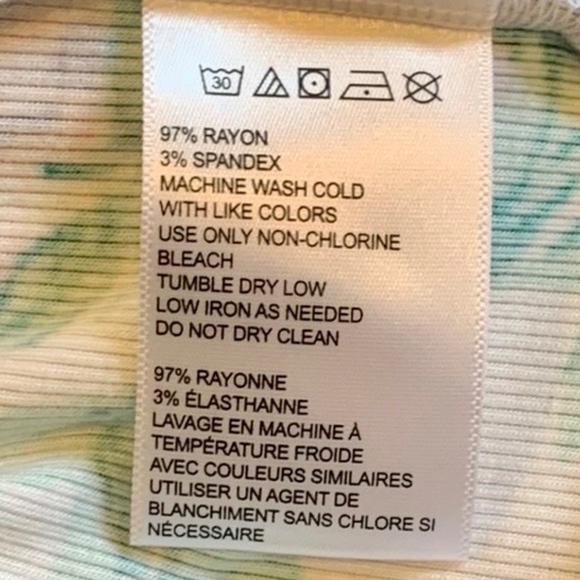 30
97% RAYON
3% SPANDEX
MACHINE WASH COLD
WITH LIKE COLORS
USE ONLY NON-CHLORINE
BLEACH
TUMBLE DRY LOW
LOW IRON AS NEEDED
DO NOT DRY CLEAN
97% RAYONNE
3% ÉLASTHANNE
LAVAGE EN MACHINE À
TEMPÉRATURE FROIDE
AVEC COULEURS SIMILAIRES
UTILISER UN AGENT DE
BLANCHIMENT SANS CHLORE SI
NÉCESSAIRE